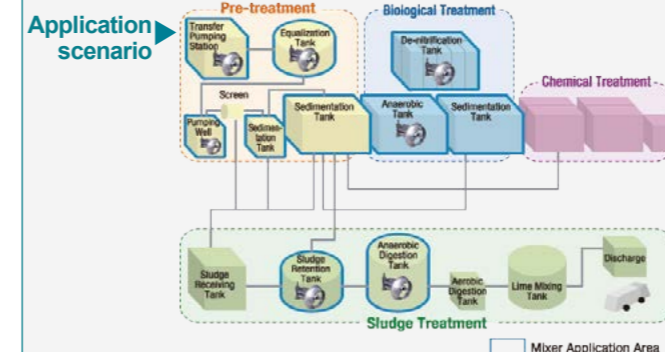 Application
scenario
Pre-treatment
Transfer
Pumping
Station
Equalization
Tank
Screen
Pumping
Well
Sedimen-
tation
Tank
Sedimentation
Tank
Biological Treatment
De-nitrification
Tank
Anaerobic
Tank
Sedimentation
Tank
Chemical Treatment
Sludge
Receiving
Tank
Sludge
Retention
Tank
Anaerobic
Digestion
Tank
Aerobic
Digestion
Tank
Lime Mixing
Tank
Discharge
Sludge Treatment
Mixer Application Area